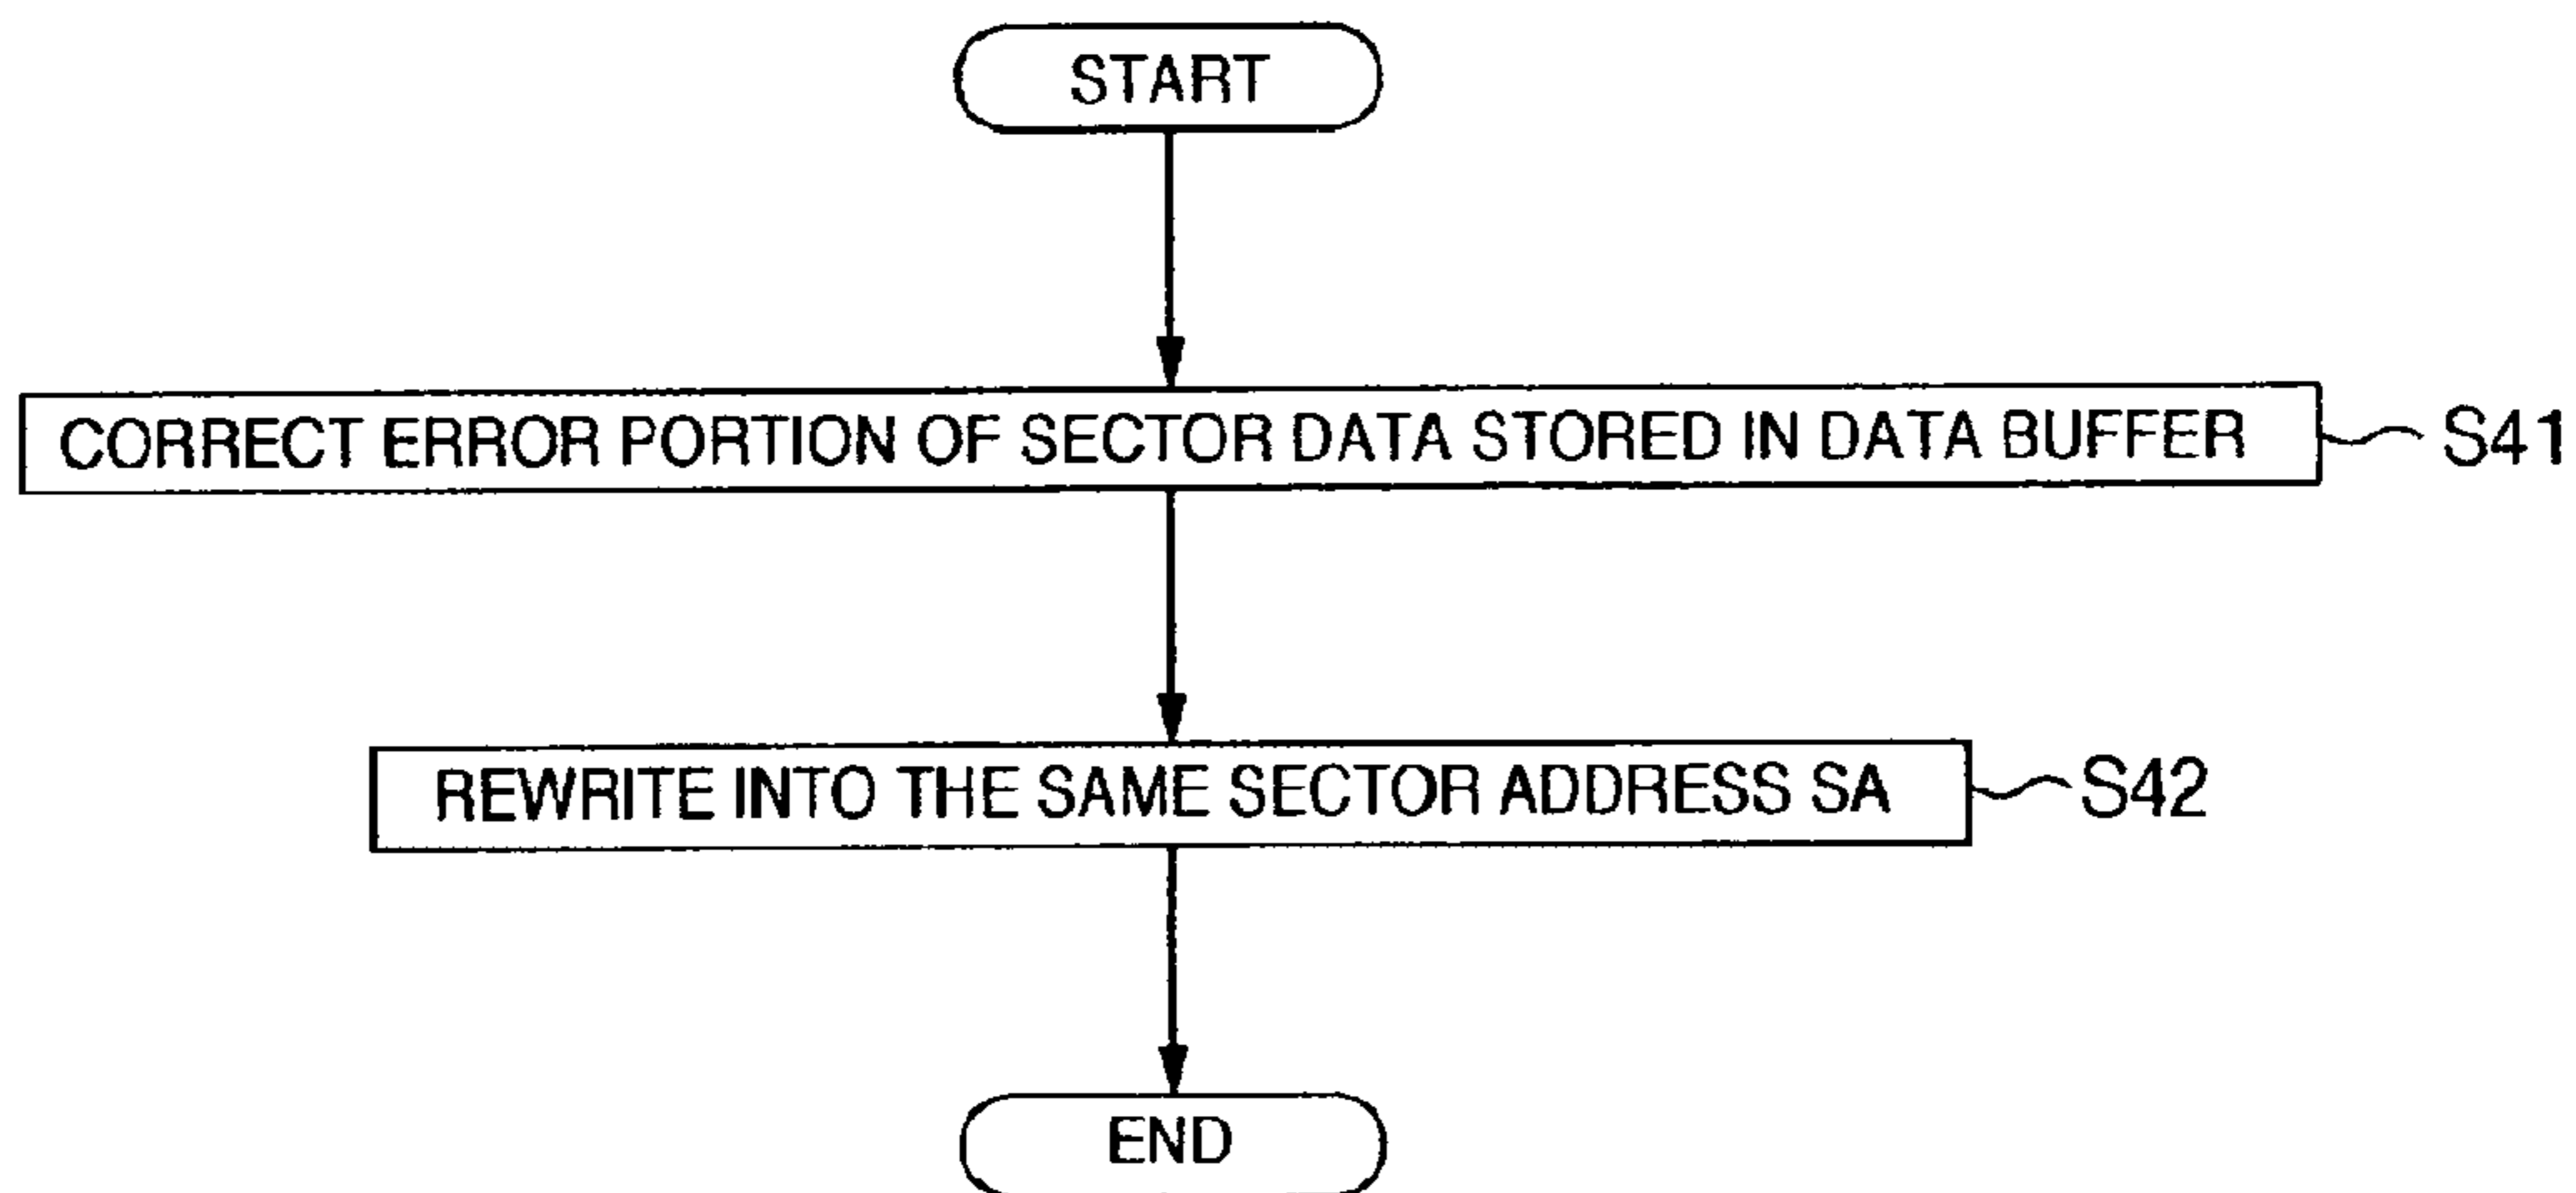 START
CORRECT ERROR PORTION OF SECTOR DATA STORED IN DATA BUFFER
S41
REWRITE INTO THE SAME SECTOR ADDRESS SA
S42
END